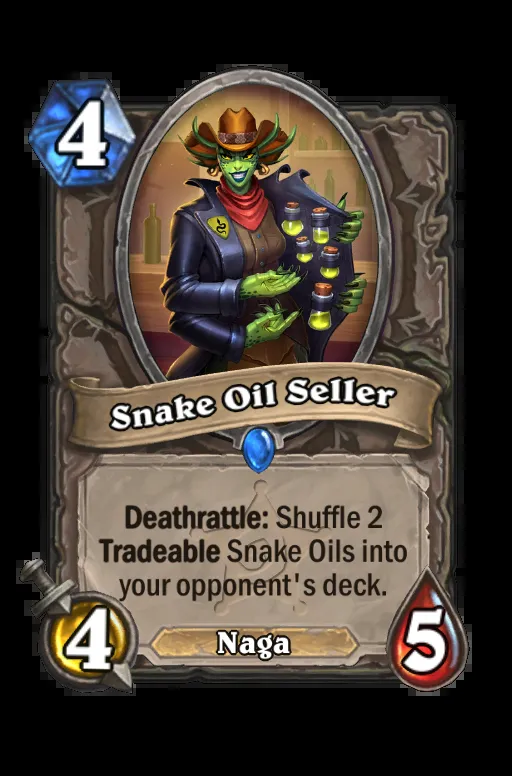 4
Snake Oil Seller
Deathrattle: Shuffle 2
Tradeable Snake Oils into
your opponent's deck.
4
Naga
5